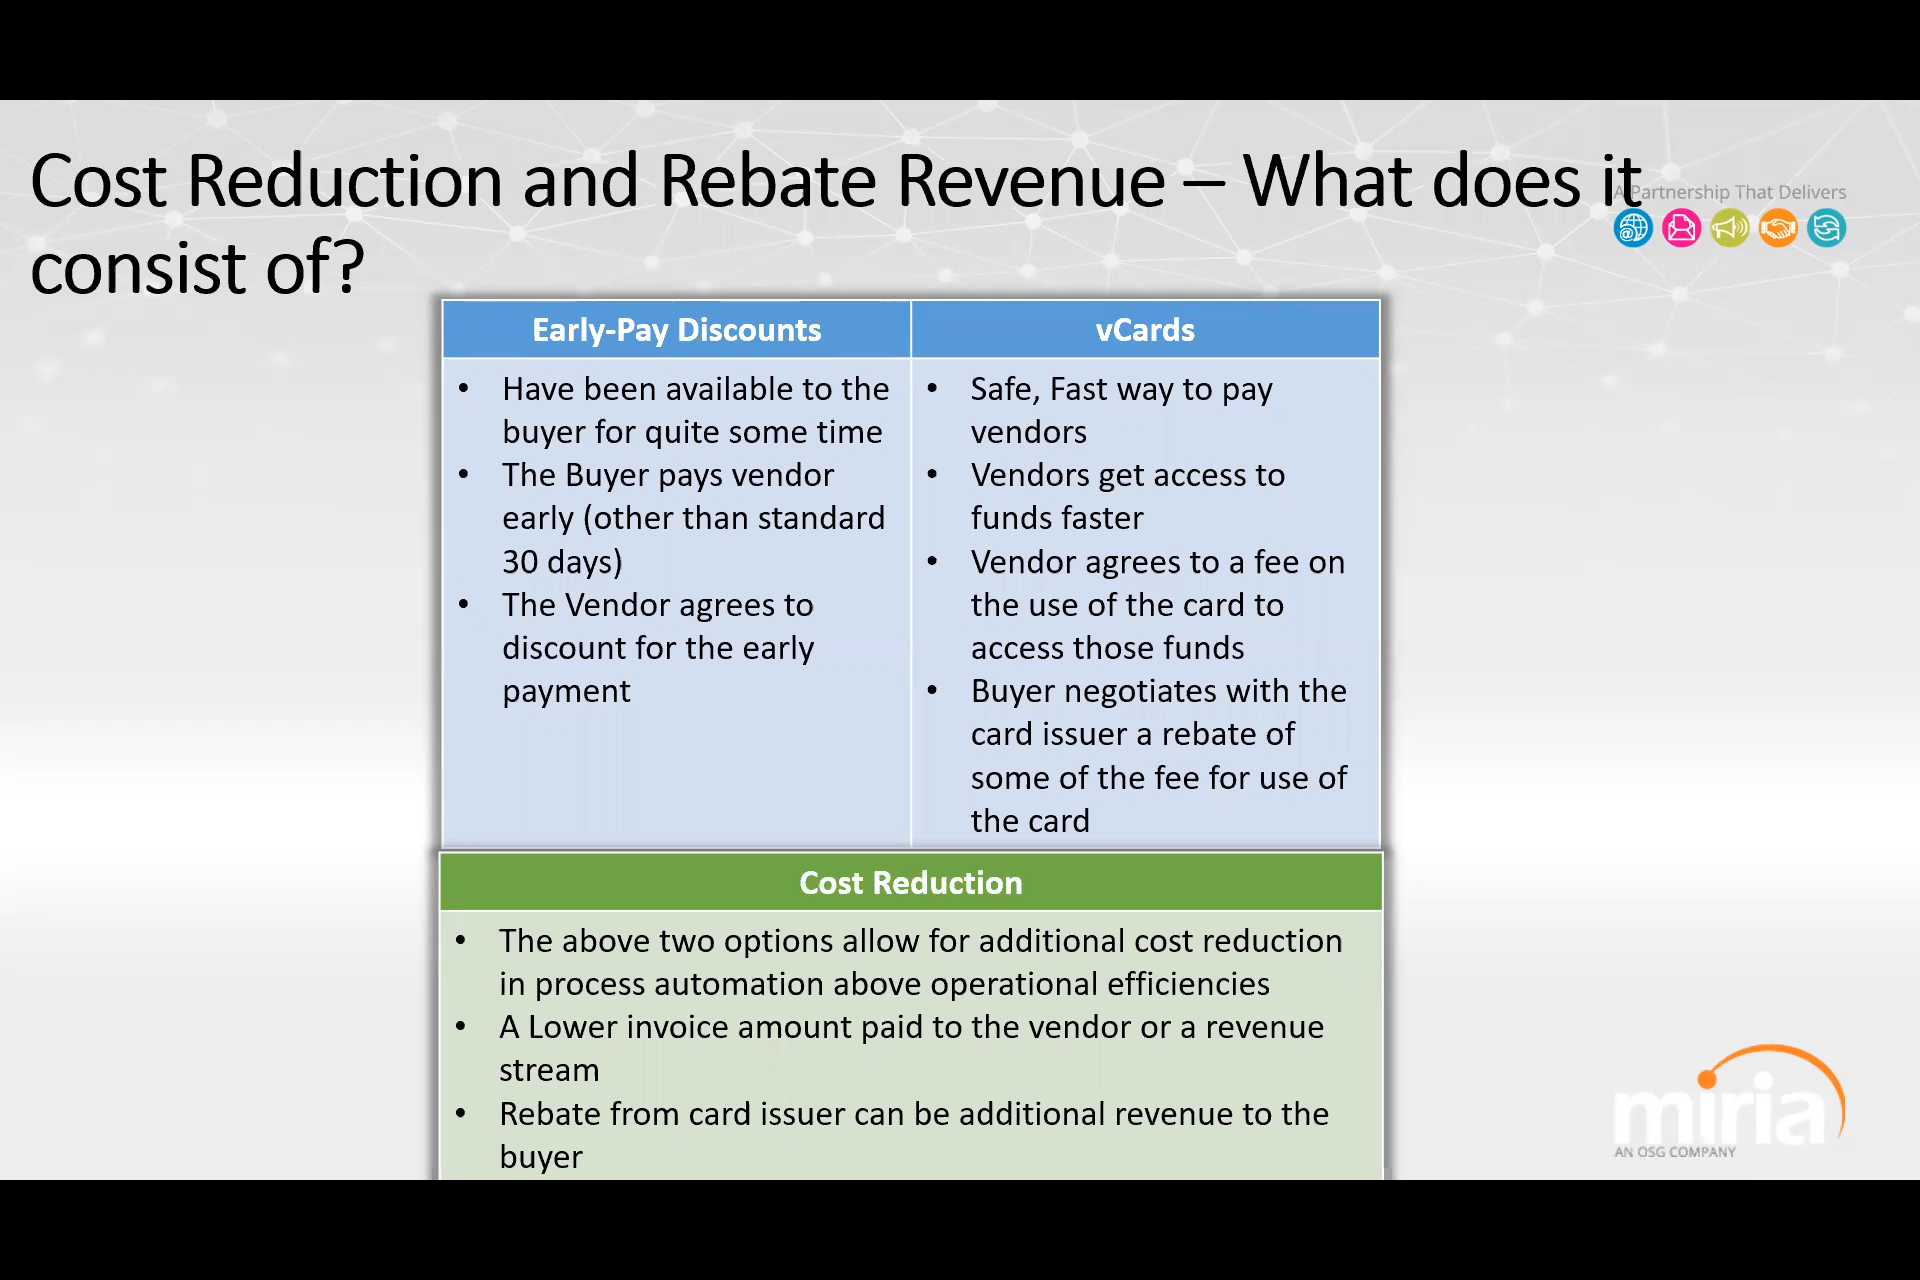 Cost Reduction and Rebate Revenue – What does it
consist of?
A Partnership That Delivers
Early-Pay Discounts
• Have been available to the
buyer for quite some time
• The Buyer pays vendor
early (other than standard
30 days)
• The Vendor agrees to
discount for the early
payment
vCards
• Safe, Fast way to pay
vendors
• Vendors get access to
funds faster
• Vendor agrees to a fee on
the use of the card to
access those funds
• Buyer negotiates with the
card issuer a rebate of
some of the fee for use of
the card
Cost Reduction
• The above two options allow for additional cost reduction
in process automation above operational efficiencies
• A Lower invoice amount paid to the vendor or a revenue
stream
• Rebate from card issuer can be additional revenue to the
buyer
miria
AN OSG COMPANY